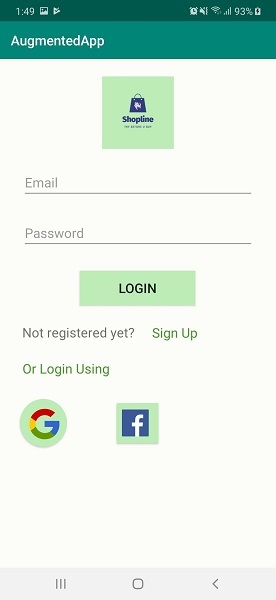 1:49 93%
AugmentedApp
Shopline
TRY BEFORE U BUY
Email
Password
LOGIN
Not registered yet? Sign Up
Or Login Using